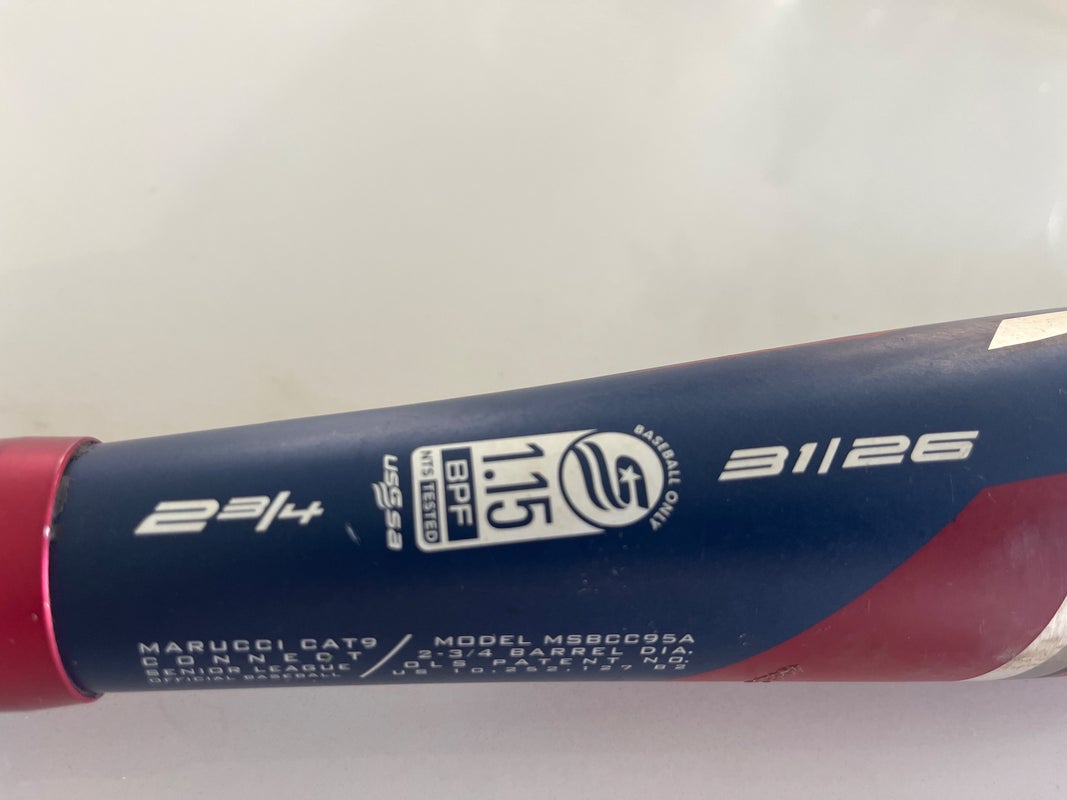 2 3/4
USSSA
NTS TESTED
BPF
1.15
BASEBALL ONLY
31/26
MARUCCI CAT9
CONNECT
SENIOR LEAGUE
OFFICIAL BASEBALL
MODEL MSBCC95A
2-3/4 BARREL DIA.
OLS PATENT NO.
US 10,252,127 B2